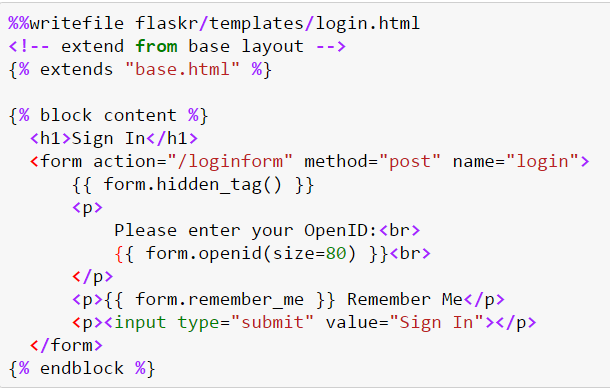 %%writefile flaskr/templates/login.html
<!-- extend from base layout -->
{% extends "base.html" %}

{% block content %}
  <h1>Sign In</h1>
  <form action="/loginform" method="post" name="login">
      {{ form.hidden_tag() }}
      <p>
          Please enter your OpenID:<br>
          {{ form.openid(size=80) }}<br>
      </p>
      <p>{{ form.remember_me }} Remember Me</p>
      <p><input type="submit" value="Sign In"></p>
  </form>
{% endblock %}